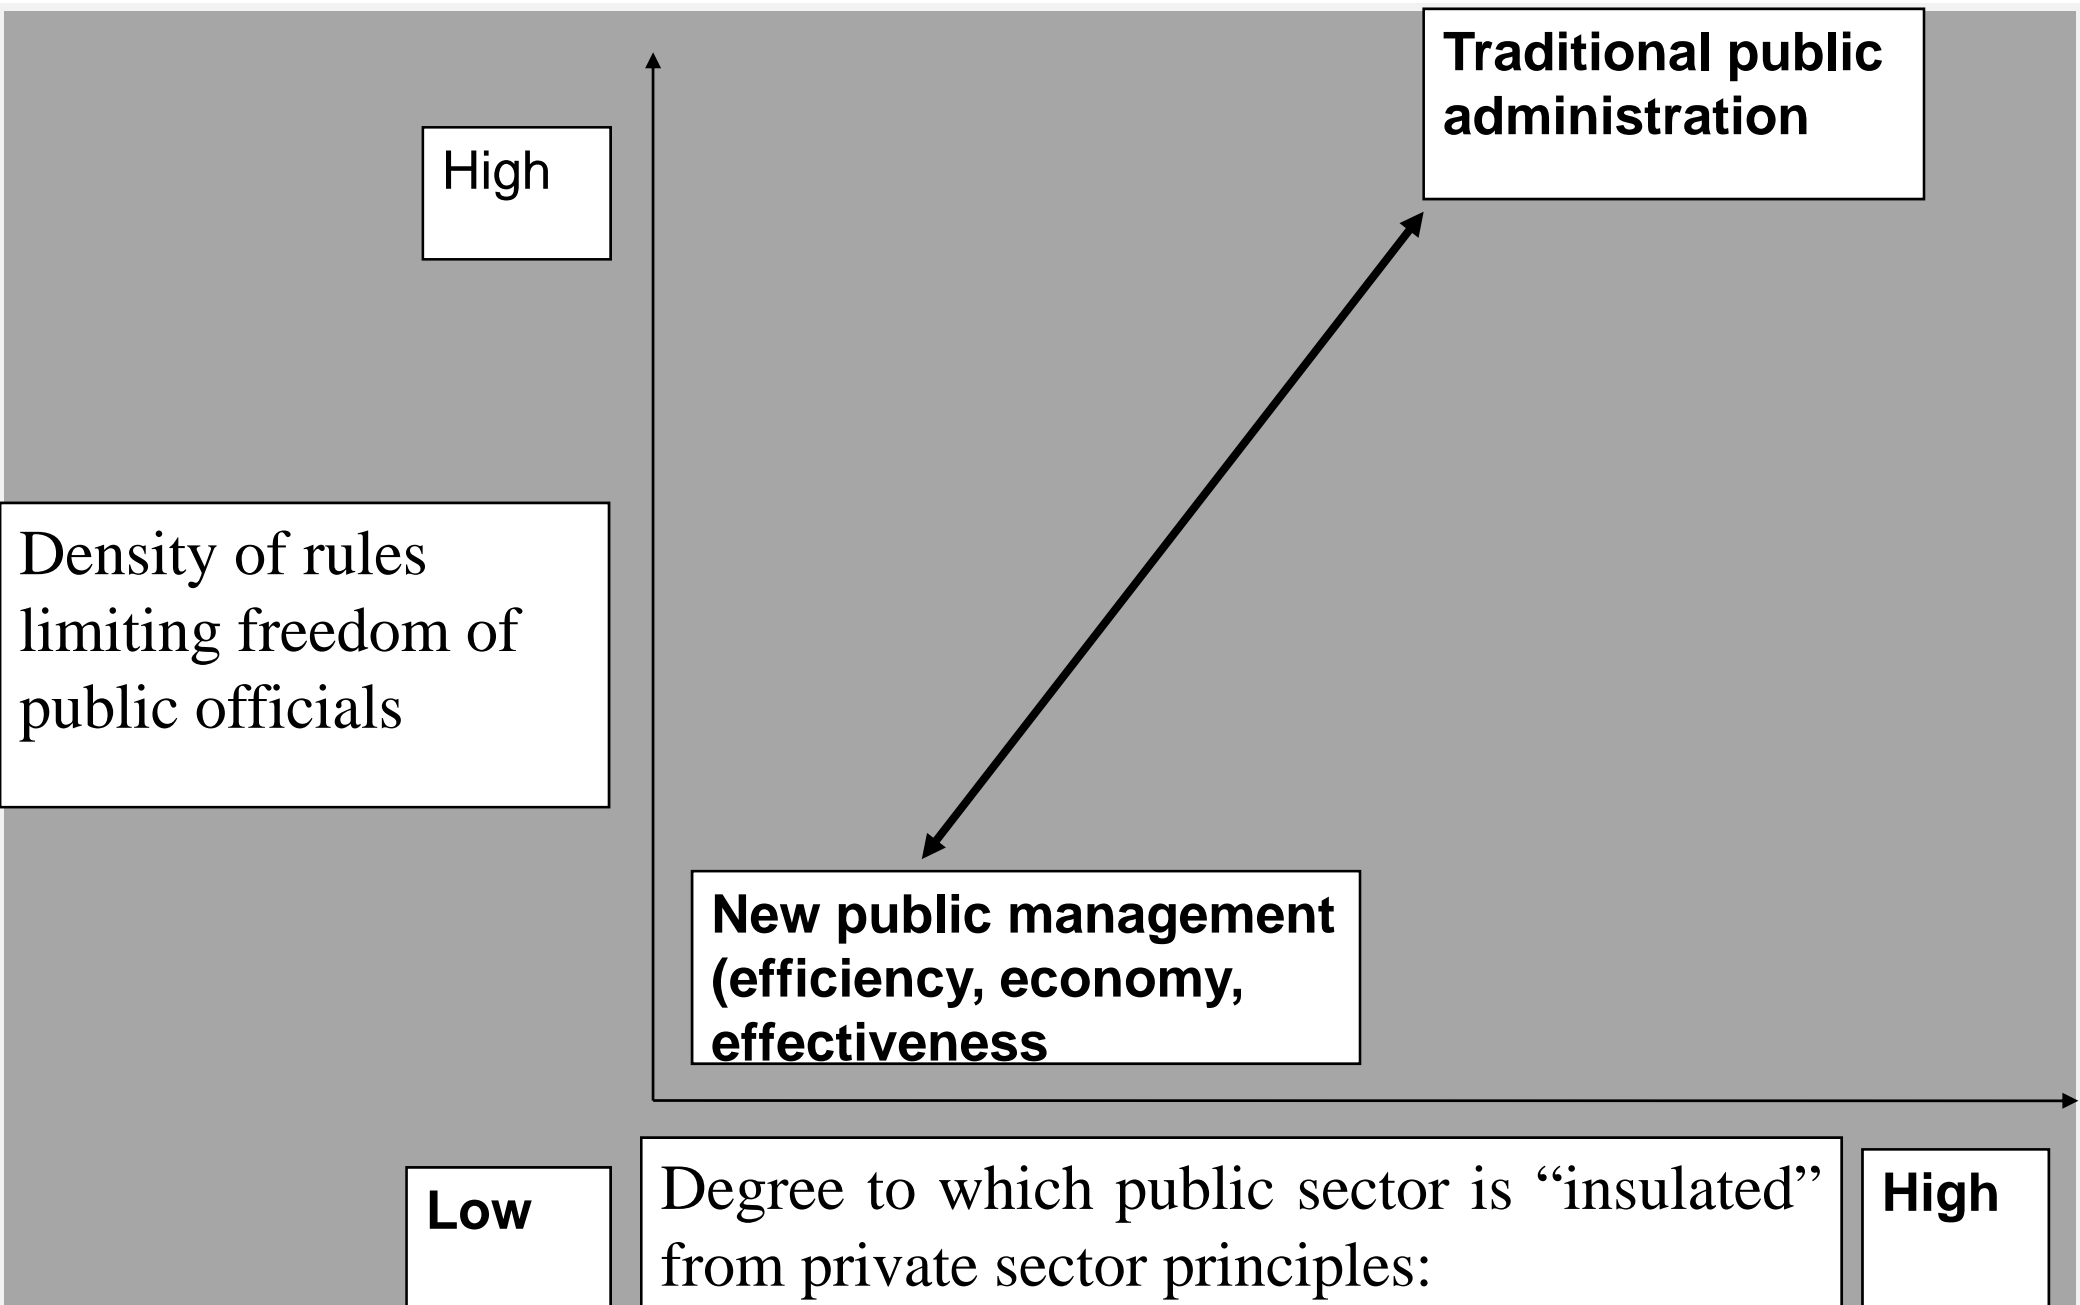 Traditional public
administration
High
Density of rules
limiting freedom of
public officials
New public management
(efficiency, economy,
effectiveness
Low
Degree to which public sector is “insulated”
from private sector principles:
High